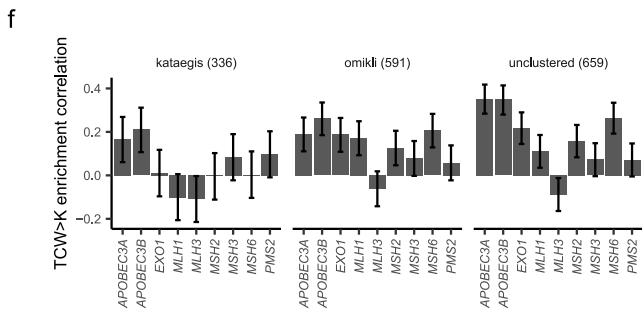 f
kataegis (336) omikli (591) unclustered (659)
TCW>K enrichment correlation
0.4
0.2
0.0
−0.2
APOBEC3A APOBEC3B EXO1 MLH1 MLH3 MSH2 MSH3 MSH6 PMS2 APOBEC3A APOBEC3B EXO1 MLH1 MLH3 MSH2 MSH3 MSH6 PMS2 APOBEC3A APOBEC3B EXO1 MLH1 MLH3 MSH2 MSH3 MSH6 PMS2